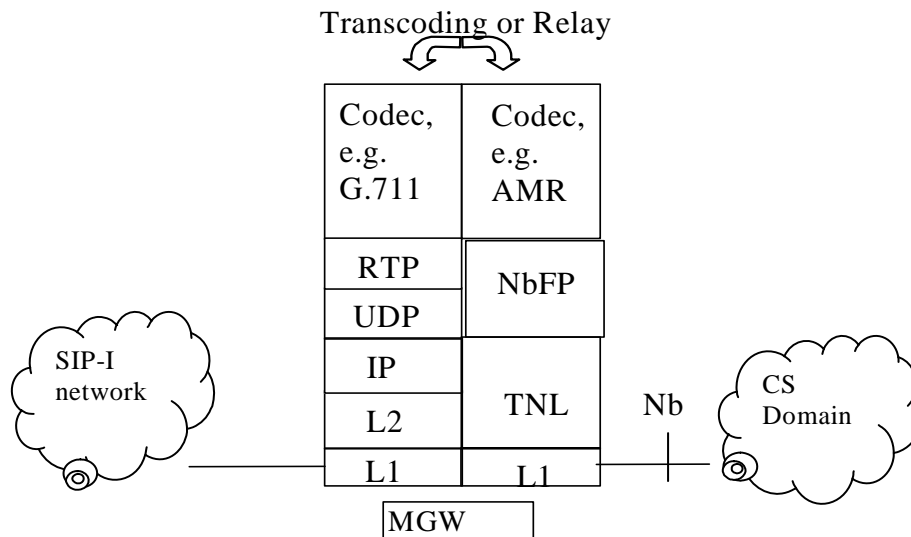 Transcoding or Relay
Codec,
e.g.
G.711
Codec,
e.g.
AMR
RTP
NbFP
UDP
SIP-I
network
IP
L2
TNL
Nb
CS
Domain
L1
L1
MGW